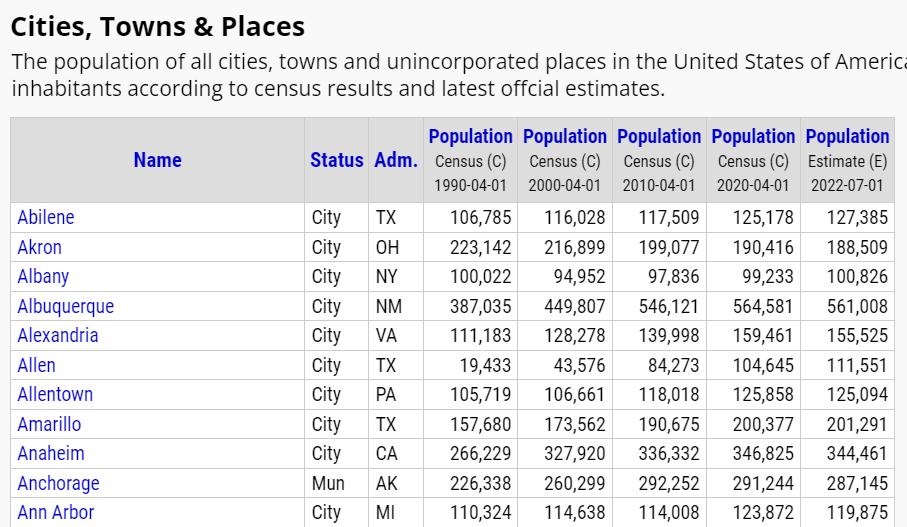 Cities, Towns & Places
The population of all cities, towns and unincorporated places in the United States of America
inhabitants according to census results and latest offcial estimates.
Name Status Adm. Population Census (C) 1990-04-01 Population Census (C) 2000-04-01 Population Census (C) 2010-04-01 Population Census (C) 2020-04-01 Population Estimate (E) 2022-07-01
Abilene City TX 106,785 116,028 117,509 125,178 127,385
Akron City OH 223,142 216,899 199,077 190,416 188,509
Albany City NY 100,022 94,952 97,836 99,233 100,826
Albuquerque City NM 387,035 449,807 546,121 564,581 561,008
Alexandria City VA 111,183 128,278 139,998 159,461 155,525
Allen City TX 19,433 43,576 84,273 104,645 111,551
Allentown City PA 105,719 106,661 118,018 125,858 125,094
Amarillo City TX 157,680 173,562 190,675 200,377 201,291
Anaheim City CA 266,229 327,920 336,332 346,825 344,461
Anchorage Mun AK 226,338 260,299 292,252 291,244 287,145
Ann Arbor City MI 110,324 114,638 114,008 123,872 119,875